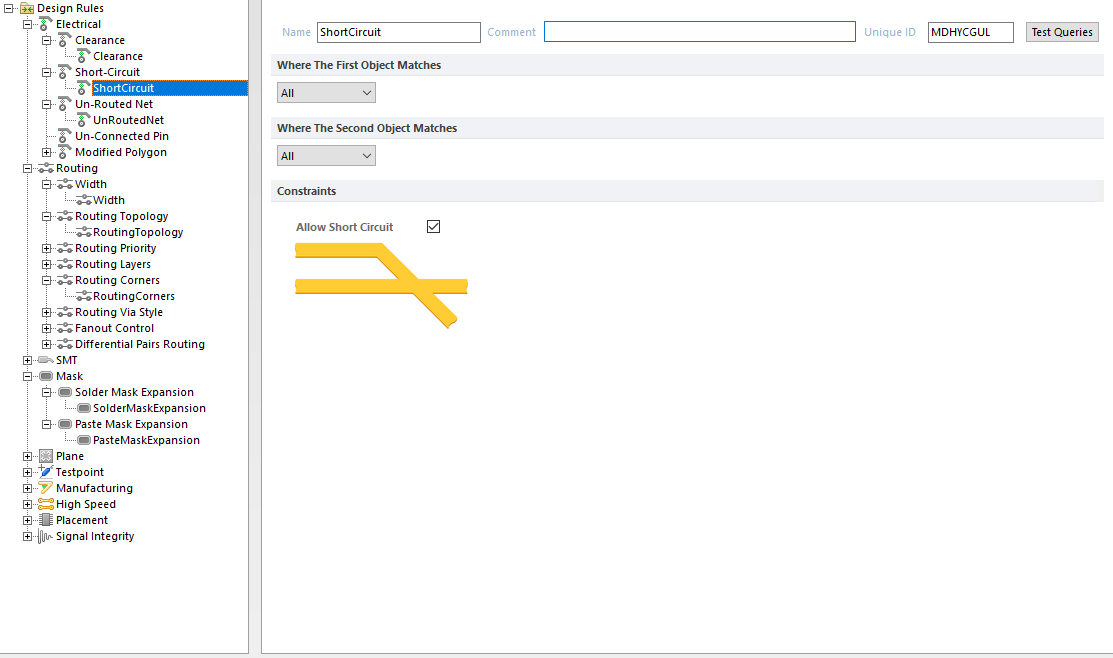 Design Rules
Electrical
Clearance
Clearance
Short-Circuit
ShortCircuit
Un-Routed Net
UnRoutedNet
Un-Connected Pin
Modified Polygon
Routing
Width
Width
Routing Topology
RoutingTopology
Routing Priority
Routing Layers
Routing Corners
RoutingCorners
Routing Via Style
Fanout Control
Differential Pairs Routing
SMT
Mask
Solder Mask Expansion
SolderMaskExpansion
Paste Mask Expansion
PasteMaskExpansion
Plane
Testpoint
Manufacturing
High Speed
Placement
Signal Integrity
Name ShortCircuit Comment Unique ID MDHYCGUL Test Queries
Where The First Object Matches
All
Where The Second Object Matches
All
Constraints
Allow Short Circuit